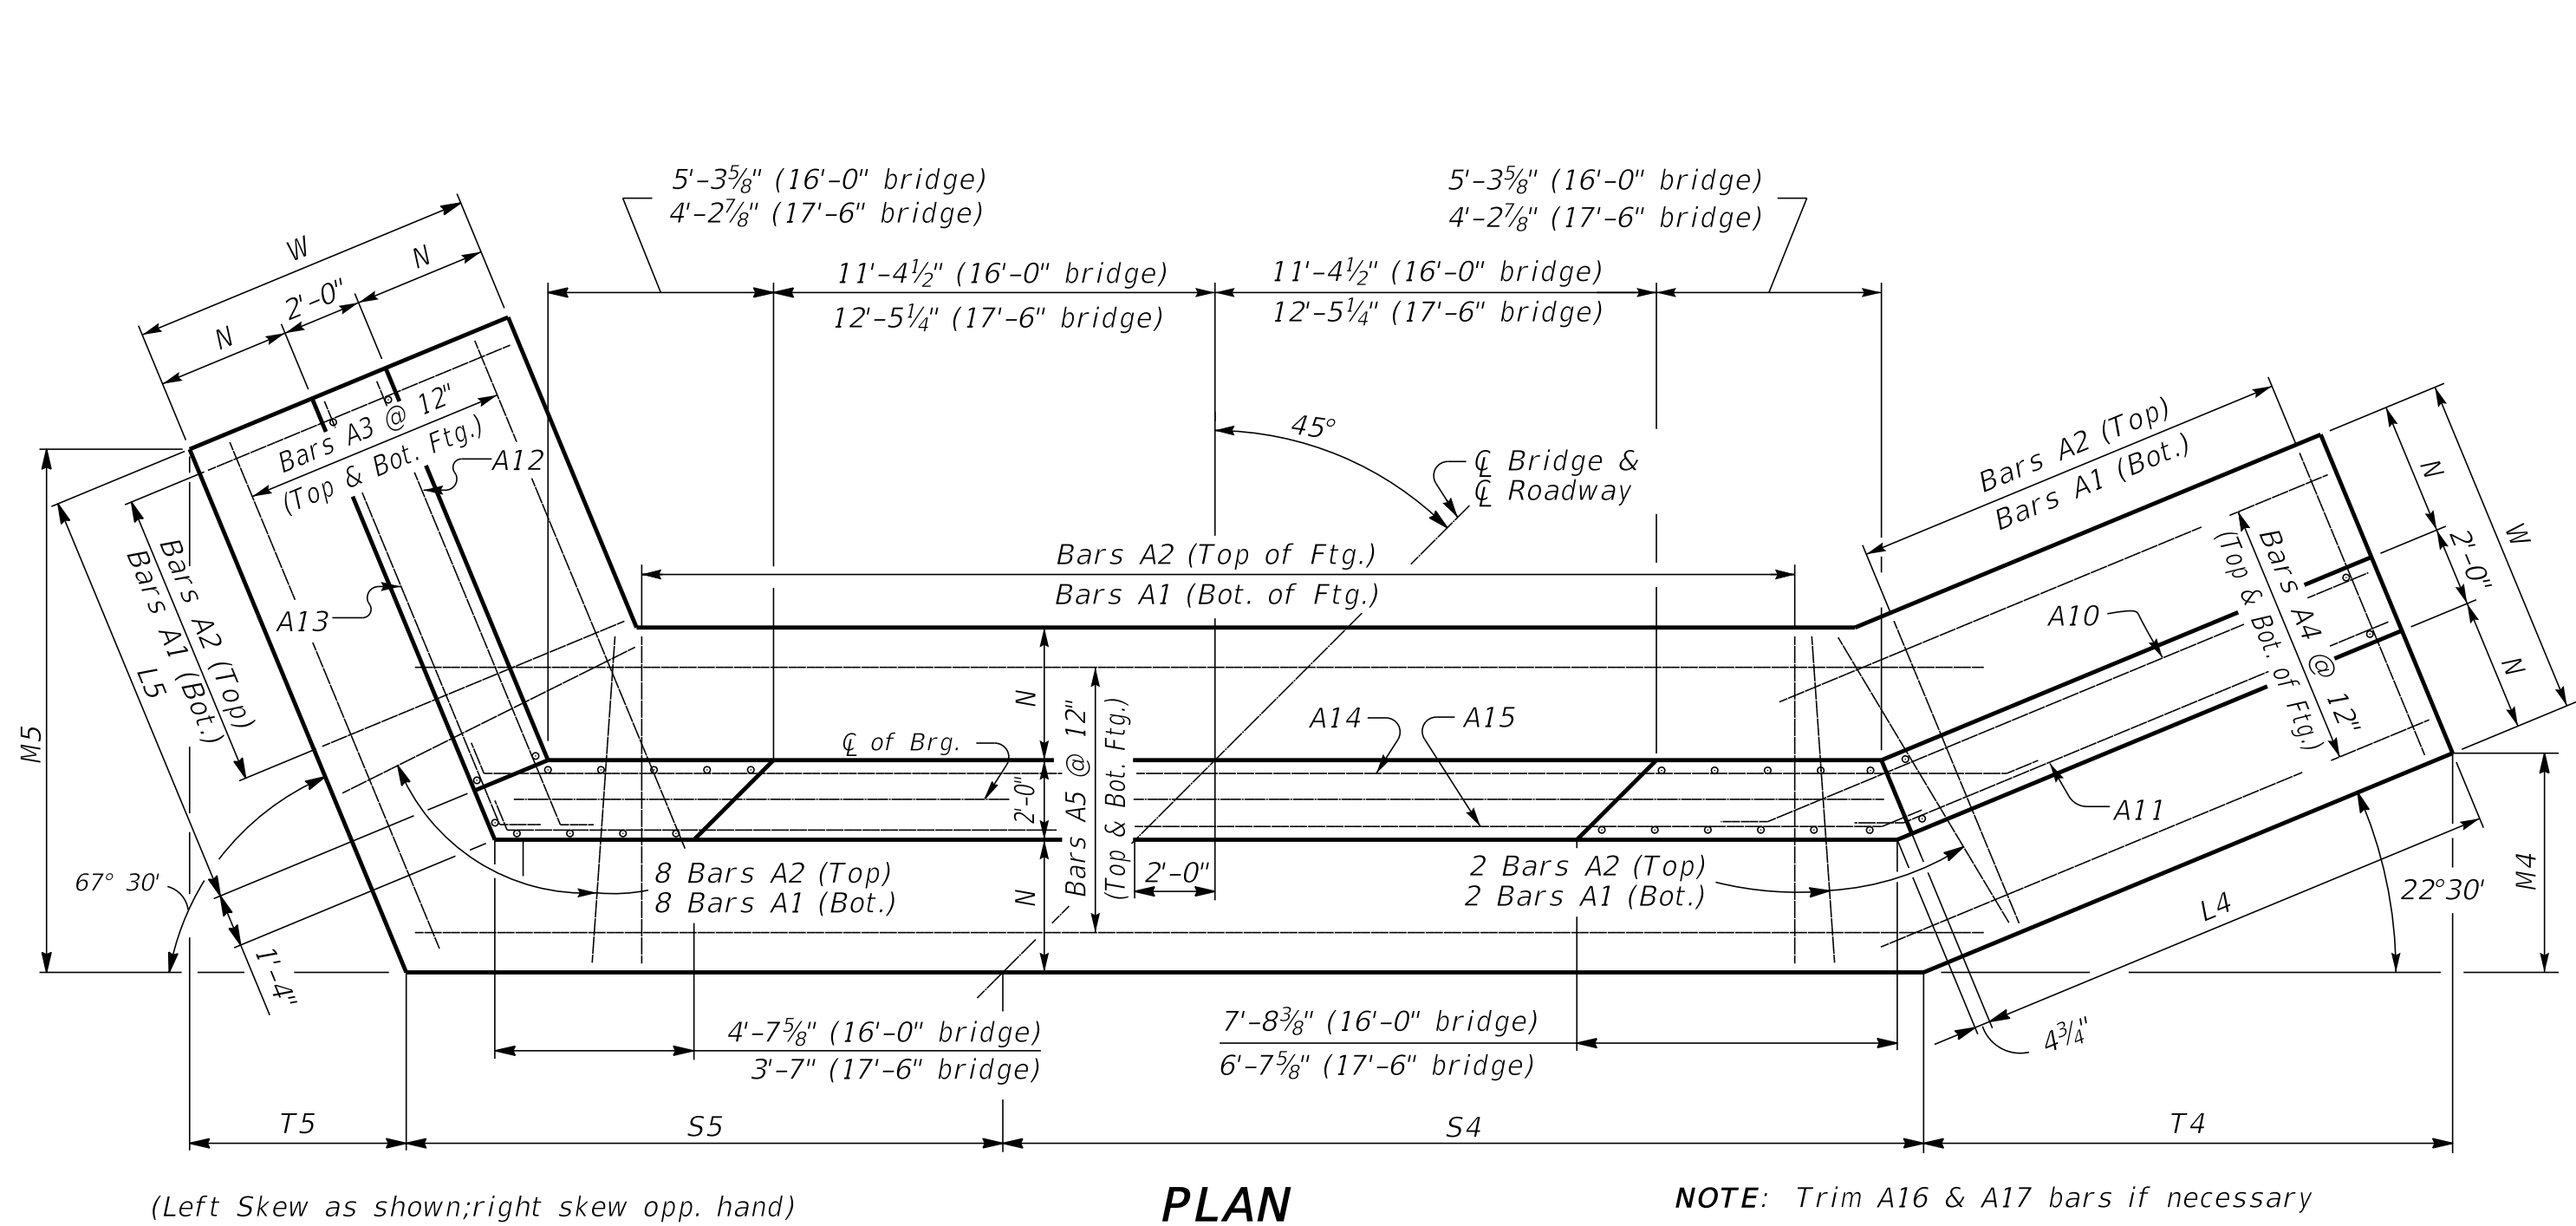 5'–3⅝" (16'–0" bridge)
4'–2⅞" (17'–6" bridge)
5'–3⅝" (16'–0" bridge)
4'–2⅞" (17'–6" bridge)
11'–4½" (16'–0" bridge)
12'–5¼" (17'–6" bridge)
11'–4½" (16'–0" bridge)
12'–5¼" (17'–6" bridge)
W
N
2'–0"
N
Bars A3 @ 12"
(Top & Bot. Ftg.)
A12
A13
Bars A2 (Top)
Bars A1 (Bot.)
L5
M5
67° 30'
1'–4"
45°
℄ Bridge &
℄ Roadway
Bars A2 (Top of Ftg.)
Bars A1 (Bot. of Ftg.)
N
2'–0"
N
Bars A5 @ 12"
(Top & Bot. Ftg.)
℄ of Brg.
A14
A15
2'–0"
8 Bars A2 (Top)
8 Bars A1 (Bot.)
2 Bars A2 (Top)
2 Bars A1 (Bot.)
Bars A2 (Top)
Bars A1 (Bot.)
N
W
2'–0"
N
A10
A11
Bars A4 @ 12"
(Top & Bot. of Ftg.)
22°30'
M4
L4
4¾"
4'–7⅝" (16'–0" bridge)
3'–7" (17'–6" bridge)
7'–8⅜" (16'–0" bridge)
6'–7⅝" (17'–6" bridge)
T5
S5
S4
T4
(Left Skew as shown;right skew opp. hand)
PLAN
NOTE: Trim A16 & A17 bars if necessary